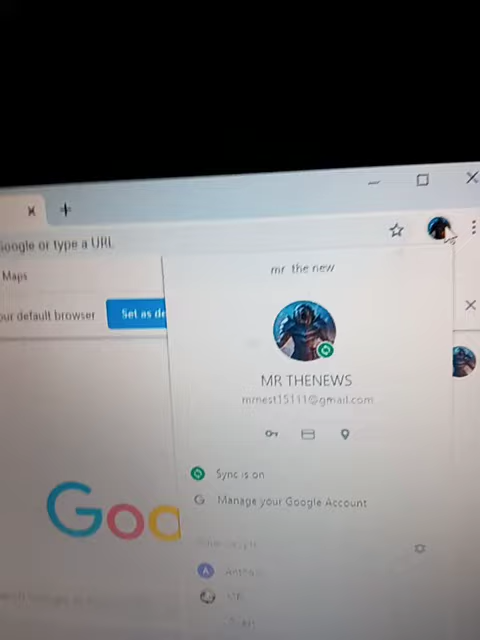 Google or type a URL
Maps
mr the new
our default browser
Set as de
MR THENEWS
Sync is on
G Manage your Google Account
Goo
A